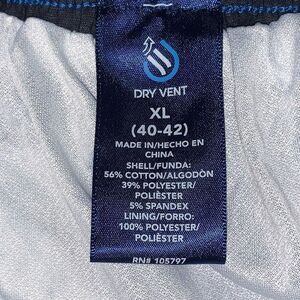 DRY VENT
XL
(40-42)
MADE IN/HECHO EN
CHINA
SHELL/FUNDA:
56% COTTON/ALGODÓN
39% POLYESTER/
POLIÉSTER
5% SPANDEX
LINING/FORRO:
100% POLYESTER/
POLIÉSTER
RN# 105797